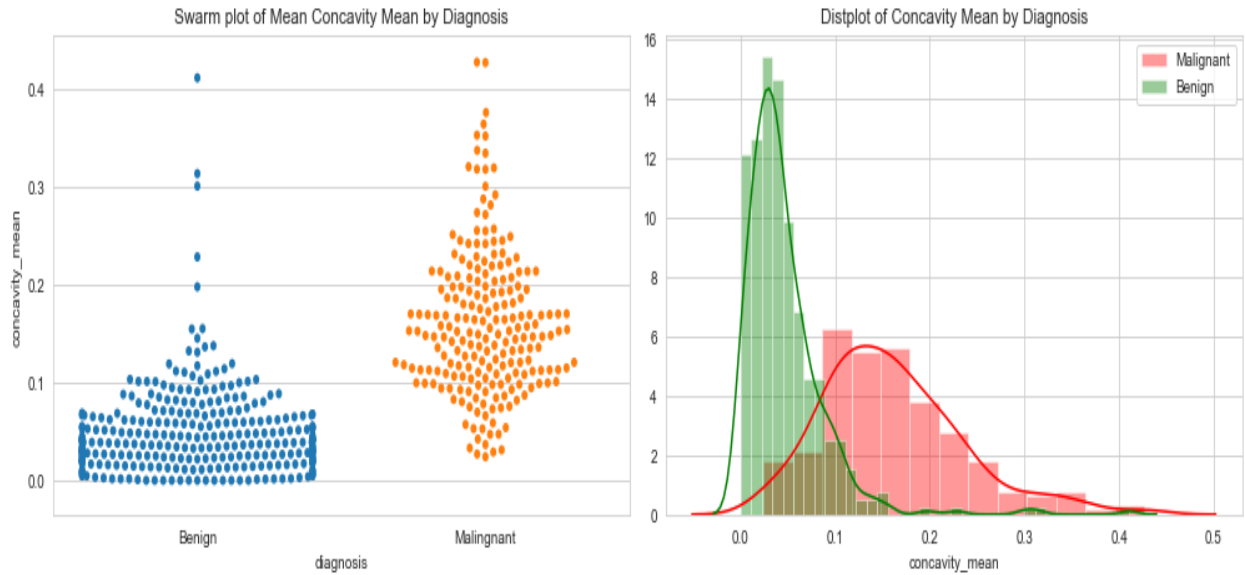 Swarm plot of Mean Concavity Mean by Diagnosis
0.4
0.3
0.2
0.1
0.0
concavity_mean
Benign
Malingnant
diagnosis
Distplot of Concavity Mean by Diagnosis
16
14
12
10
8
6
4
2
0
Malignant
Benign
0.0
0.1
0.2
0.3
0.4
0.5
concavity_mean